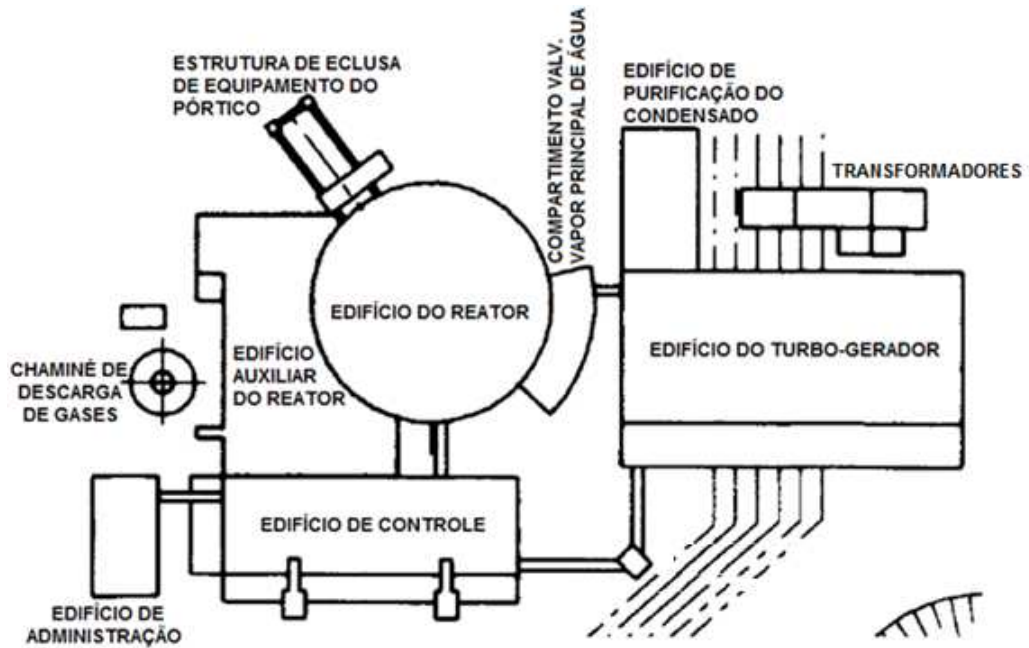 ESTRUTURA DE ECLUSA
DE EQUIPAMENTO DO
PÓRTICO
COMPARTIMENTO VALV.
VAPOR PRINCIPAL DE ÁGUA
EDIFÍCIO DE
PURIFICAÇÃO DO
CONDENSADO
TRANSFORMADORES
EDIFÍCIO DO REATOR
EDIFÍCIO DO TURBO-GERADOR
EDIFÍCIO
AUXILIAR
DO REATOR
CHAMINÉ DE
DESCARGA
DE GASES
EDIFÍCIO DE CONTROLE
EDIFÍCIO DE
ADMINISTRAÇÃO